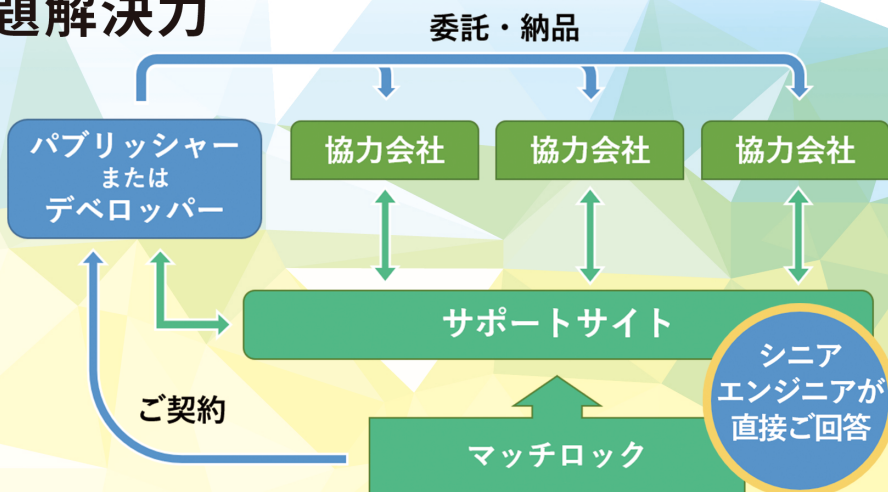 題解決力
委託・納品
パブリッシャー
または
デベロッパー
協力会社
協力会社
協力会社
サポートサイト
シニア
エンジニアが
直接ご回答
ご契約
マッチロック